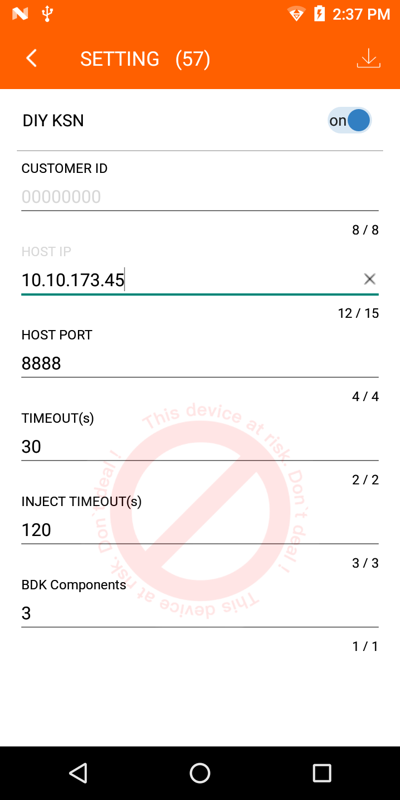 2:37 PM
SETTING (57)
DIY KSN
on
CUSTOMER ID
00000000
8 / 8
HOST IP
10.10.173.45
12 / 15
HOST PORT
8888
4 / 4
TIMEOUT(s)
30
2 / 2
INJECT TIMEOUT(s)
120
3 / 3
BDK Components
3
1 / 1
This device at risk. Don't deal !
This device at risk. Don't deal !